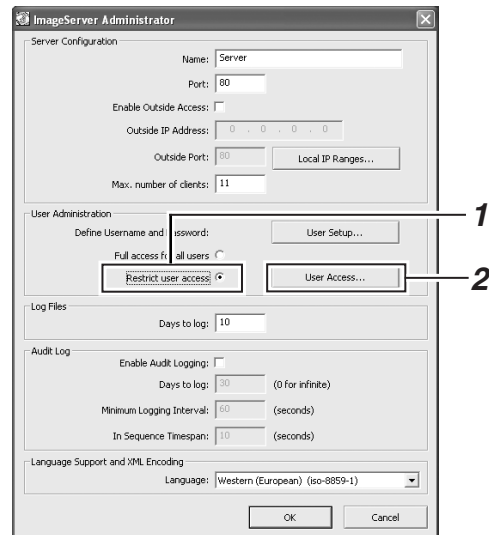 ImageServer Administrator
Server Configuration
Name: Server
Port: 80
Enable Outside Access:
Outside IP Address: 0 . 0 . 0 . 0
Outside Port: 80 Local IP Ranges...
Max. number of clients: 11
User Administration
1
Define Username and Password: User Setup...
Full access for all users
Restrict user access User Access...
2
Log Files
Days to log: 10
Audit Log
Enable Audit Logging:
Days to log: 30 (0 for infinite)
Minimum Logging Interval: 60 (seconds)
In Sequence Timespan: 10 (seconds)
Language Support and XML Encoding
Language: Western (European) (iso-8859-1)
OK Cancel